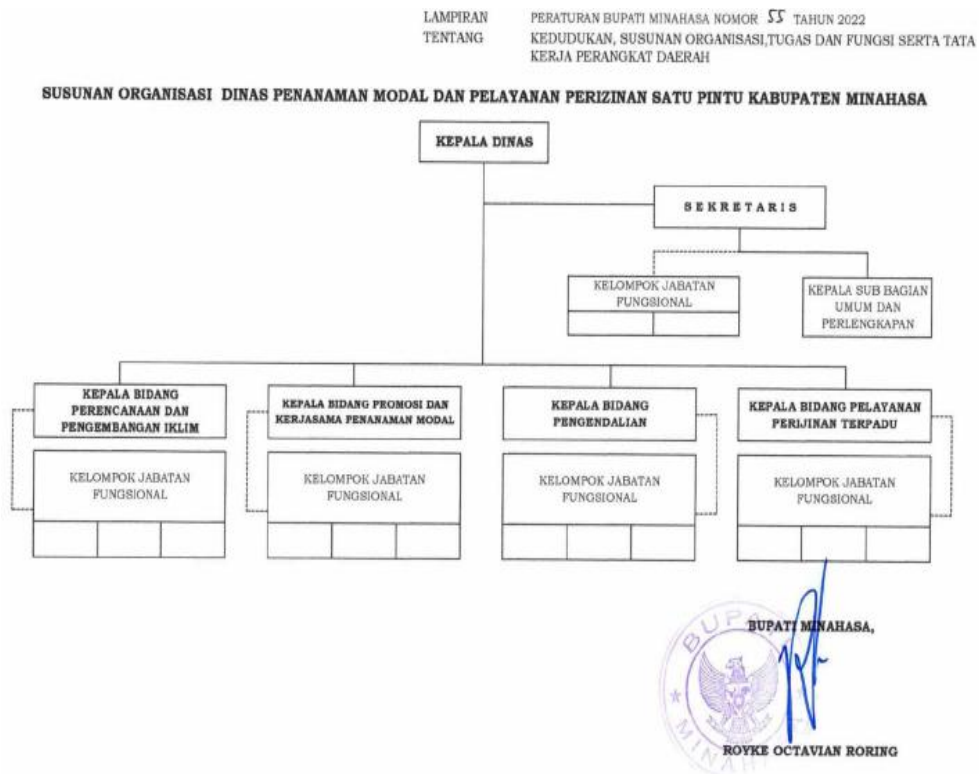 LAMPIRAN PERATURAN BUPATI MINAHASA NOMOR 55 TAHUN 2022
TENTANG KEDUDUKAN, SUSUNAN ORGANISASI,TUGAS DAN FUNGSI SERTA TATA
KERJA PERANGKAT DAERAH
SUSUNAN ORGANISASI DINAS PENANAMAN MODAL DAN PELAYANAN PERIZINAN SATU PINTU KABUPATEN MINAHASA
KEPALA DINAS
SEKRETARIS
KELOMPOK JABATAN
FUNGSIONAL
KEPALA SUB BAGIAN
UMUM DAN
PERLENGKAPAN
KEPALA BIDANG
PERENCANAAN DAN
PENGEMBANGAN IKLIM
KEPALA BIDANG PROMOSI DAN
KERJASAMA PENANAMAN MODAL
KEPALA BIDANG
PENGENDALIAN
KEPALA BIDANG PELAYANAN
PERIJINAN TERPADU
KELOMPOK JABATAN
FUNGSIONAL
KELOMPOK JABATAN
FUNGSIONAL
KELOMPOK JABATAN
FUNGSIONAL
KELOMPOK JABATAN
FUNGSIONAL
BUPATI MINAHASA,
ROYKE OCTAVIAN RORING